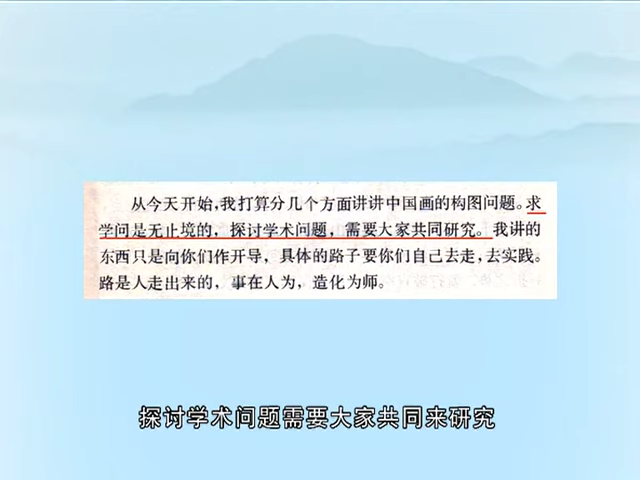 从今天开始,我打算分几个方面讲讲中国画的构图问题。求
学问是无止境的，探讨学术问题，需要大家共同研究。我讲的
东西只是向你们作开导，具体的路子要你们自己去走，去实践。
路是人走出来的，事在人为，造化为师。
探讨学术问题需要大家共同来研究